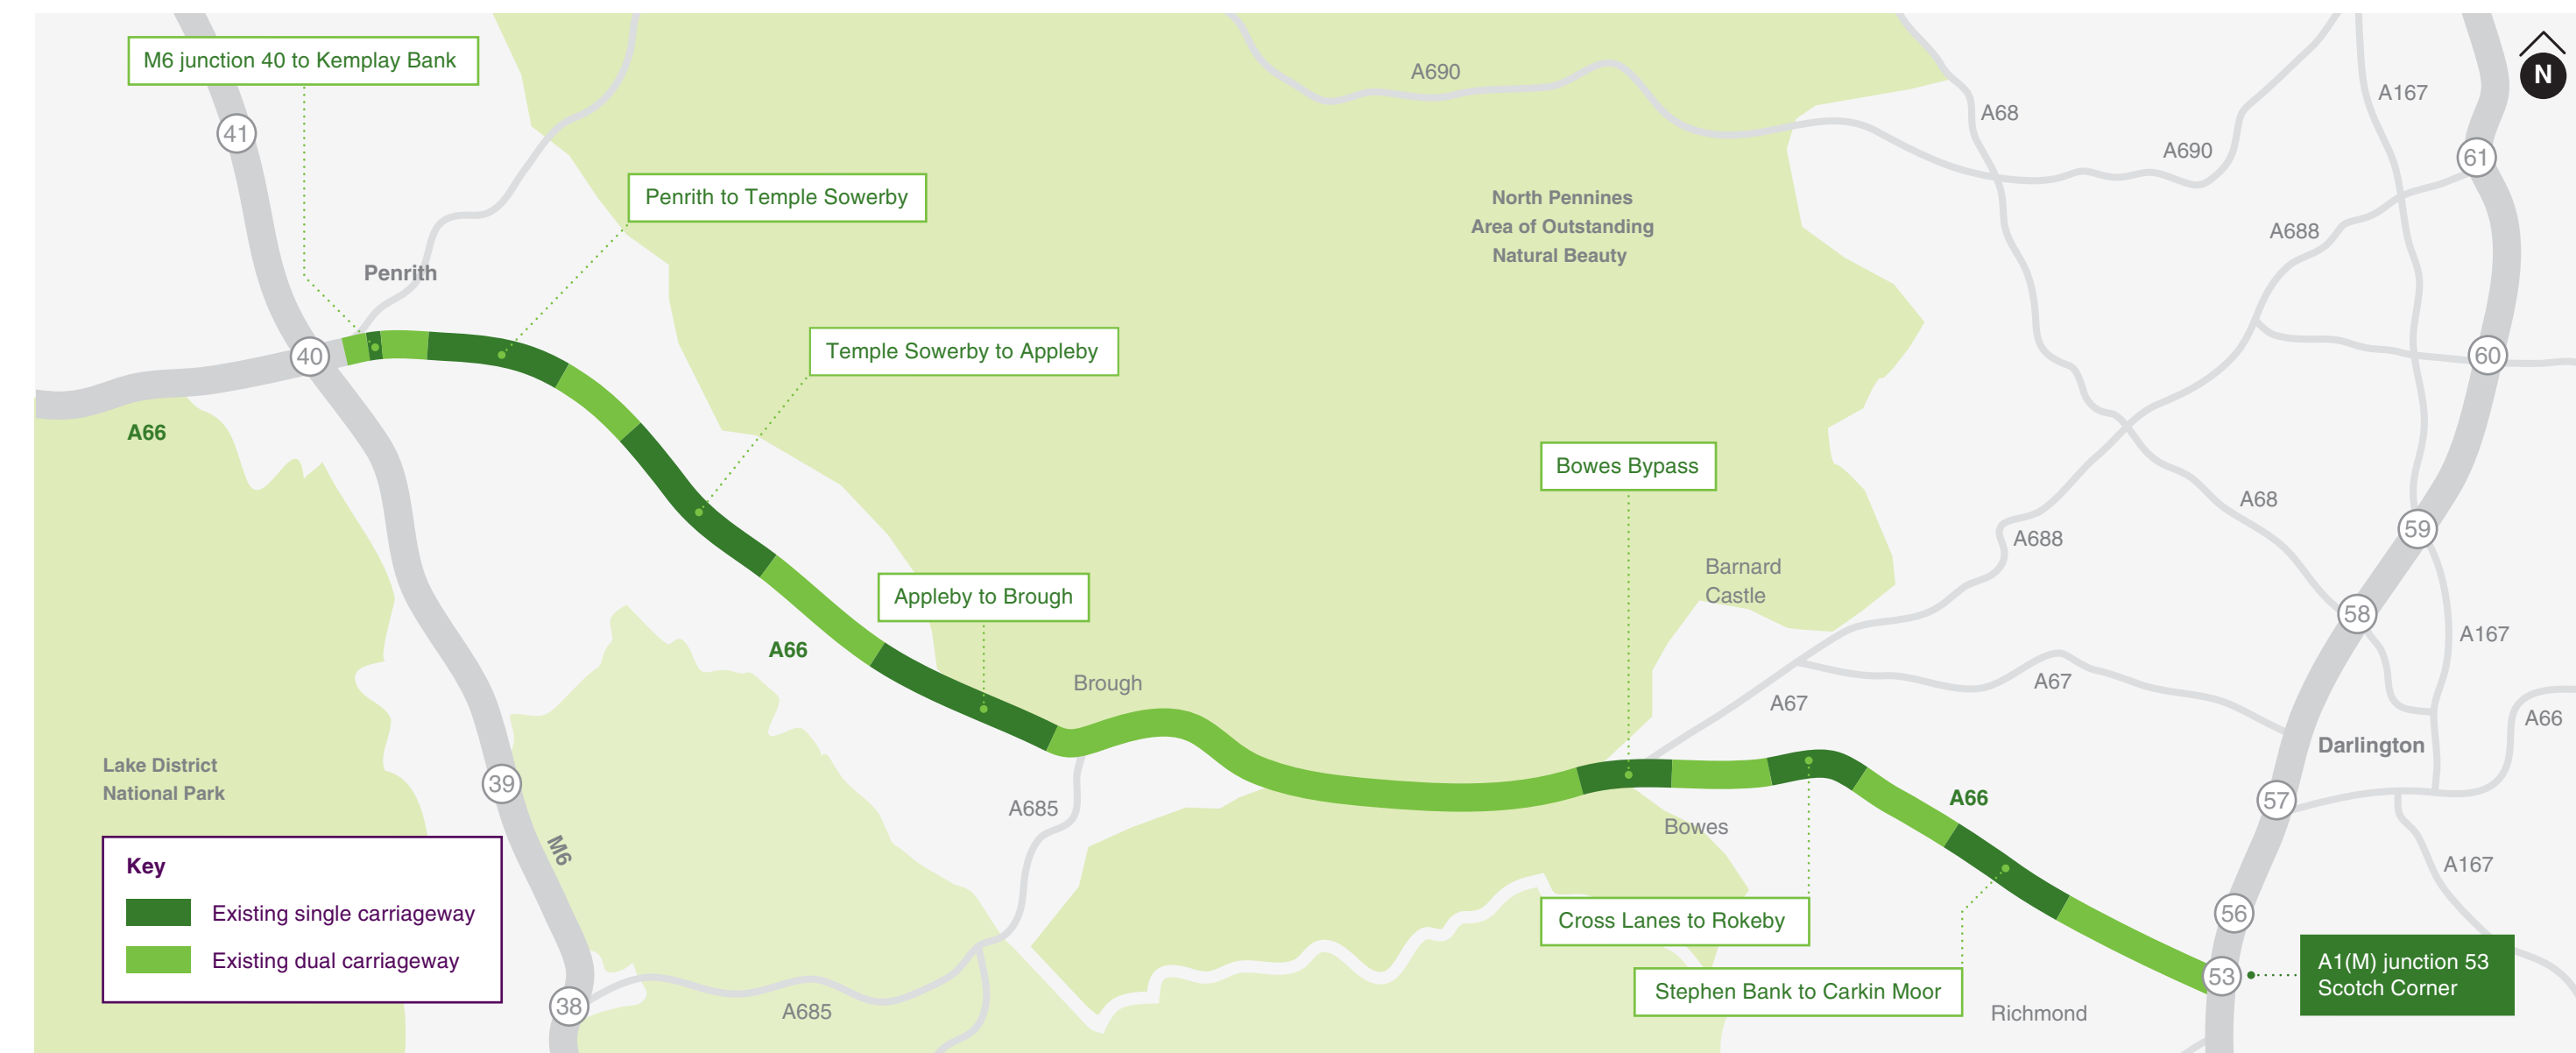 M6 junction 40 to Kemplay Bank
N
A690
A167
A68
41
A690
61
Penrith to Temple Sowerby
North Pennines
Area of Outstanding
Natural Beauty
A688
Penrith
Temple Sowerby to Appleby
40
60
A66
Bowes Bypass
A68
59
A688
Barnard
Castle
Appleby to Brough
58
A167
A66
Brough
A67
A67
A66
Darlington
Lake District
National Park
39
A685
A66
57
Bowes
M6
A167
Key
Existing single carriageway
Existing dual carriageway
Cross Lanes to Rokeby
56
A1(M) junction 53
Scotch Corner
53
Stephen Bank to Carkin Moor
38
A685
Richmond